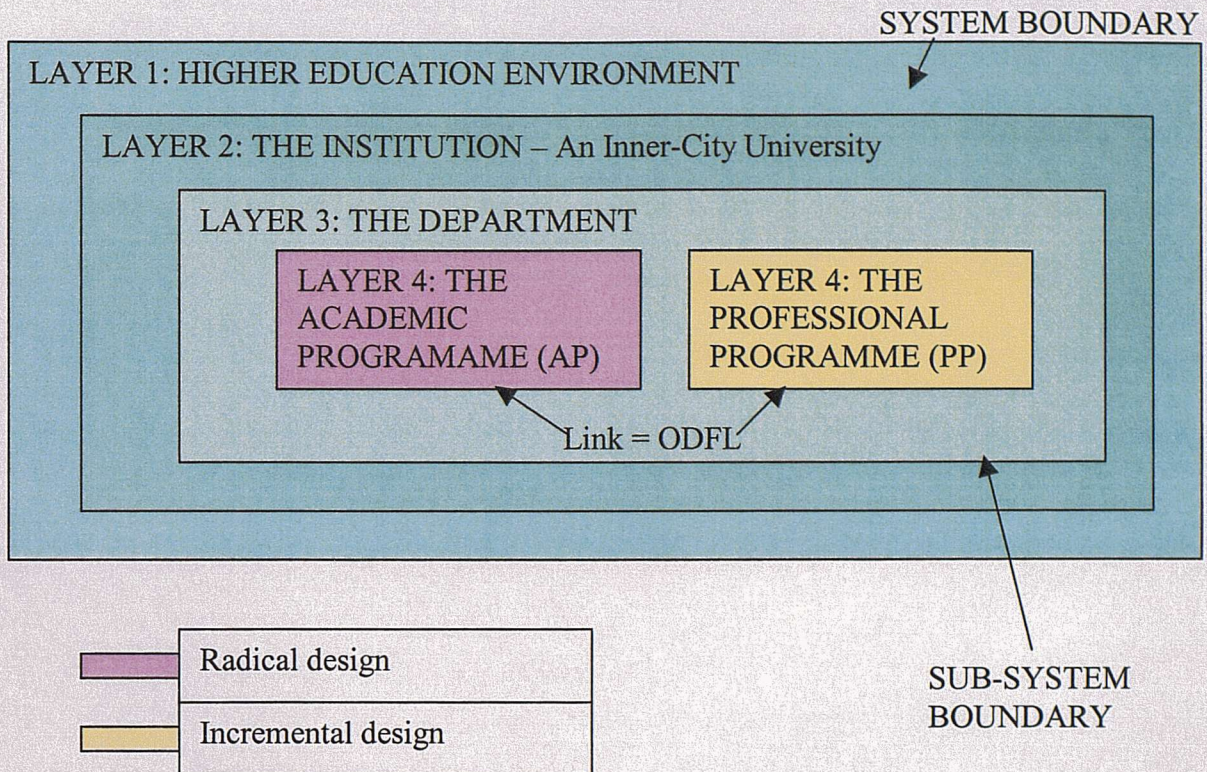 SYSTEM BOUNDARY
LAYER 1: HIGHER EDUCATION ENVIRONMENT
LAYER 2: THE INSTITUTION – An Inner-City University
LAYER 3: THE DEPARTMENT
LAYER 4: THE
ACADEMIC
PROGRAMAME (AP)
LAYER 4: THE
PROFESSIONAL
PROGRAMME (PP)
Link = ODFL
SUB-SYSTEM
BOUNDARY
Radical design
Incremental design